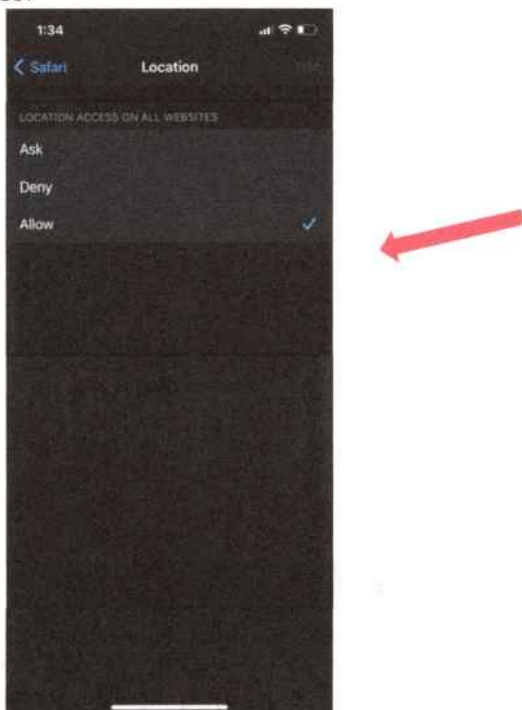 1:34
Safari Location
LOCATION ACCESS ON ALL WEBSITES
Ask
Deny
Allow